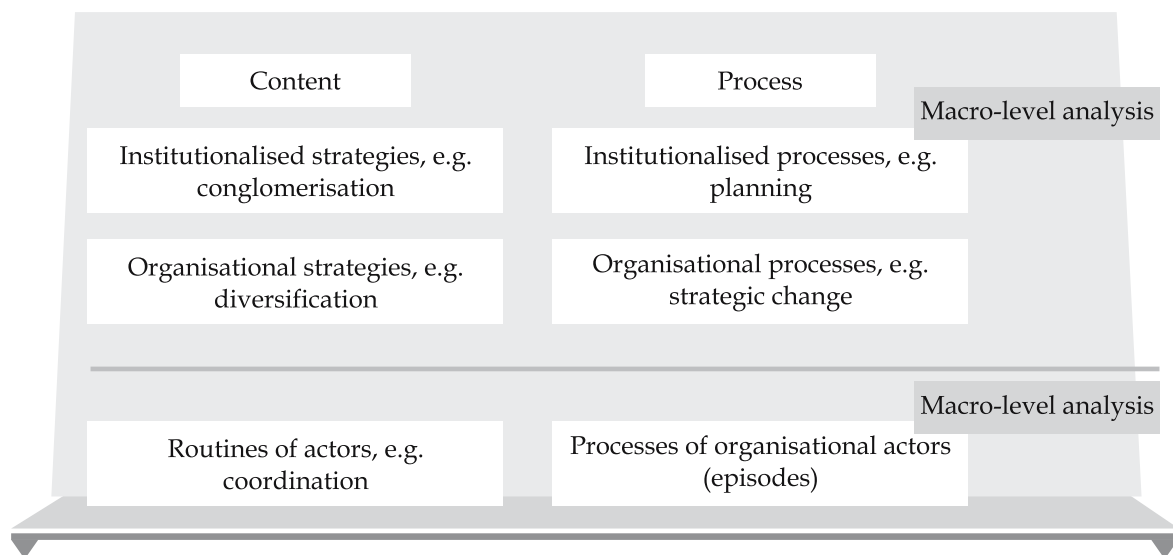 Content
Process
Macro-level analysis
Institutionalised strategies, e.g.
conglomerisation
Institutionalised processes, e.g.
planning
Organisational strategies, e.g.
diversification
Organisational processes, e.g.
strategic change
Macro-level analysis
Routines of actors, e.g.
coordination
Processes of organisational actors
(episodes)